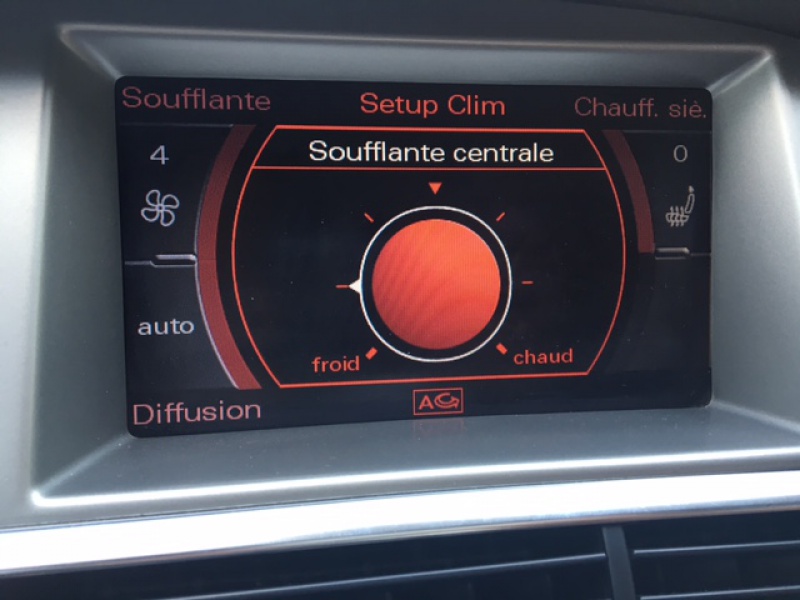 Soufflante
Setup Clim
Chauff. siè.
Soufflante centrale
4
0
auto
froid
chaud
Diffusion
A